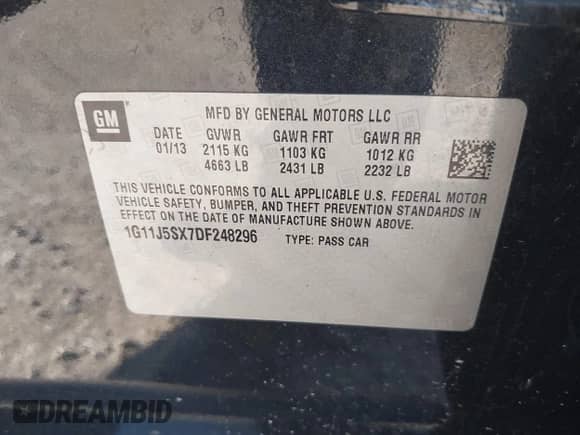 GM
MFD BY GENERAL MOTORS LLC
DATE GVWR GAWR FRT GAWR RR
01/13 2115 KG 1103 KG 1012 KG
4663 LB 2431 LB 2232 LB
THIS VEHICLE CONFORMS TO ALL APPLICABLE U.S. FEDERAL MOTOR
VEHICLE SAFETY, BUMPER, AND THEFT PREVENTION STANDARDS IN
EFFECT ON THE DATE OF MANUFACTURE SHOWN ABOVE.
1G11J5SX7DF248296 TYPE: PASS CAR
DREAMBID